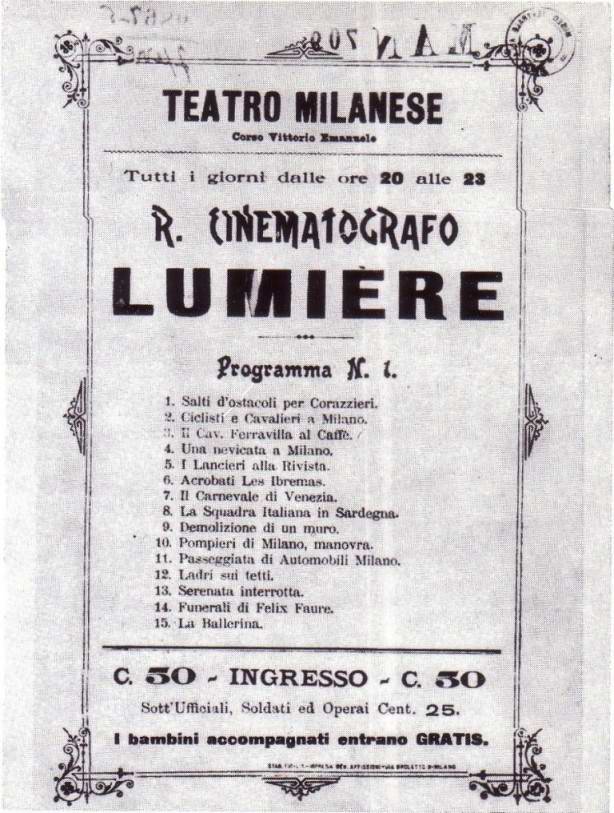 MAN 709
TEATRO MILANESE
Corso Vittorio Emanuele
Tutti i giorni dalle ore 20 alle 23
R. CINEMATOGRAFO
LUMIERE
Programma N. 1.
1. Salti d'ostacoli per Corazzieri.
2. Ciclisti e Cavalieri a Milano.
3. Il Cav. Ferravilla al Caffè.
4. Una nevicata a Milano.
5. I Lancieri alla Rivista.
6. Acrobati Les Ibremas.
7. Il Carnevale di Venezia.
8. La Squadra Italiana in Sardegna.
9. Demolizione di un muro.
10. Pompieri di Milano, manovra.
11. Passeggiata di Automobili Milano.
12. Ladri sui tetti.
13. Serenata interrotta.
14. Funerali di Felix Faure.
15. La Ballerina.
C. 50 - INGRESSO - C. 50
Sott'Ufficiali, Soldati ed Operai Cent. 25.
I bambini accompagnati entrano GRATIS.